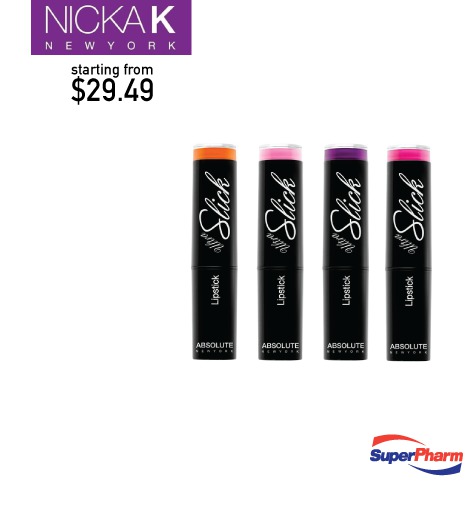 NICKA K
NEW YORK
starting from
$29.49
Ultra Slick
Lipstick
ABSOLUTE
NEW YORK
Ultra Slick
Lipstick
ABSOLUTE
NEW YORK
Ultra Slick
Lipstick
ABSOLUTE
NEW YORK
Ultra Slick
Lipstick
ABSOLUTE
NEW YORK
SuperPharm